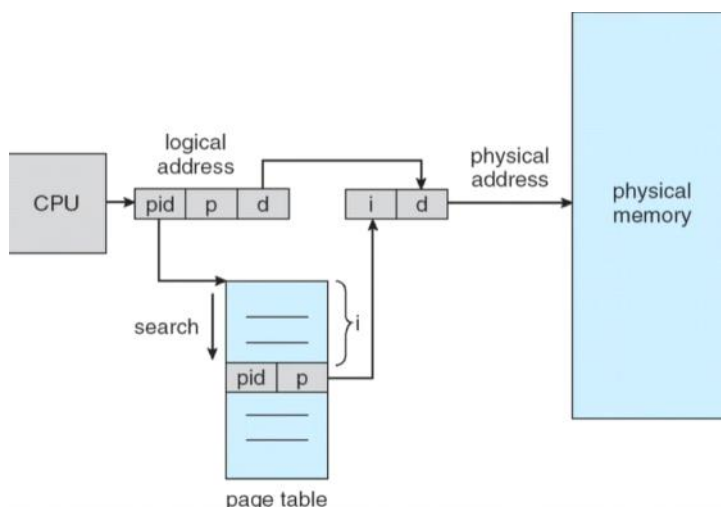 logical
address
physical
address
CPU
pid p d
i d
physical
memory
search
i
pid p
page table